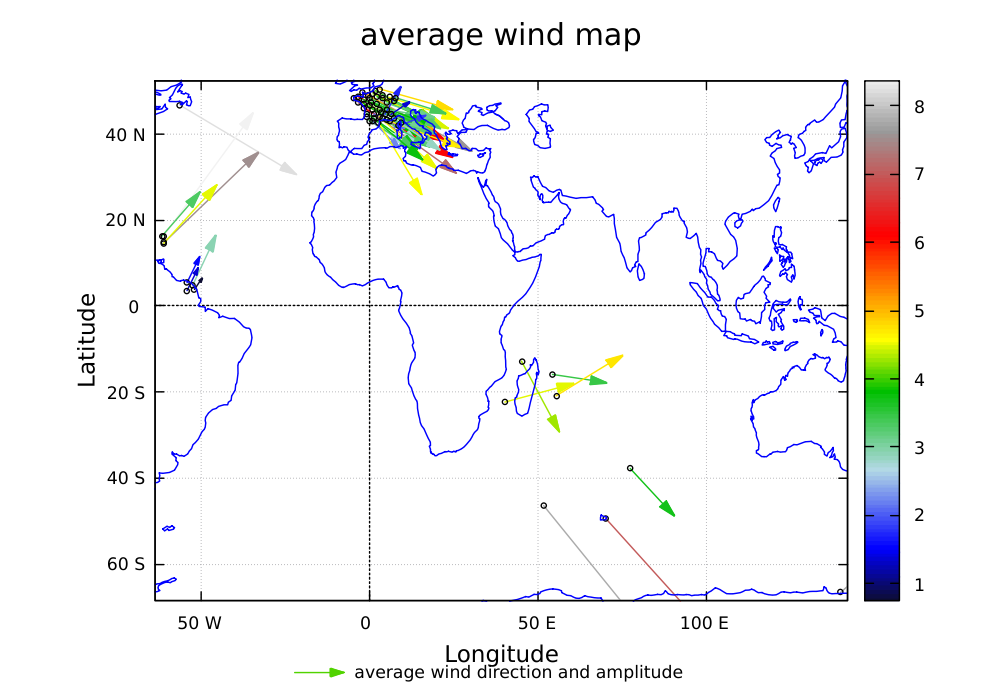 average wind map
40 N
20 N
0
20 S
40 S
60 S
Latitude
50 W
0
50 E
100 E
Longitude
8
7
6
5
4
3
2
1
average wind direction and amplitude